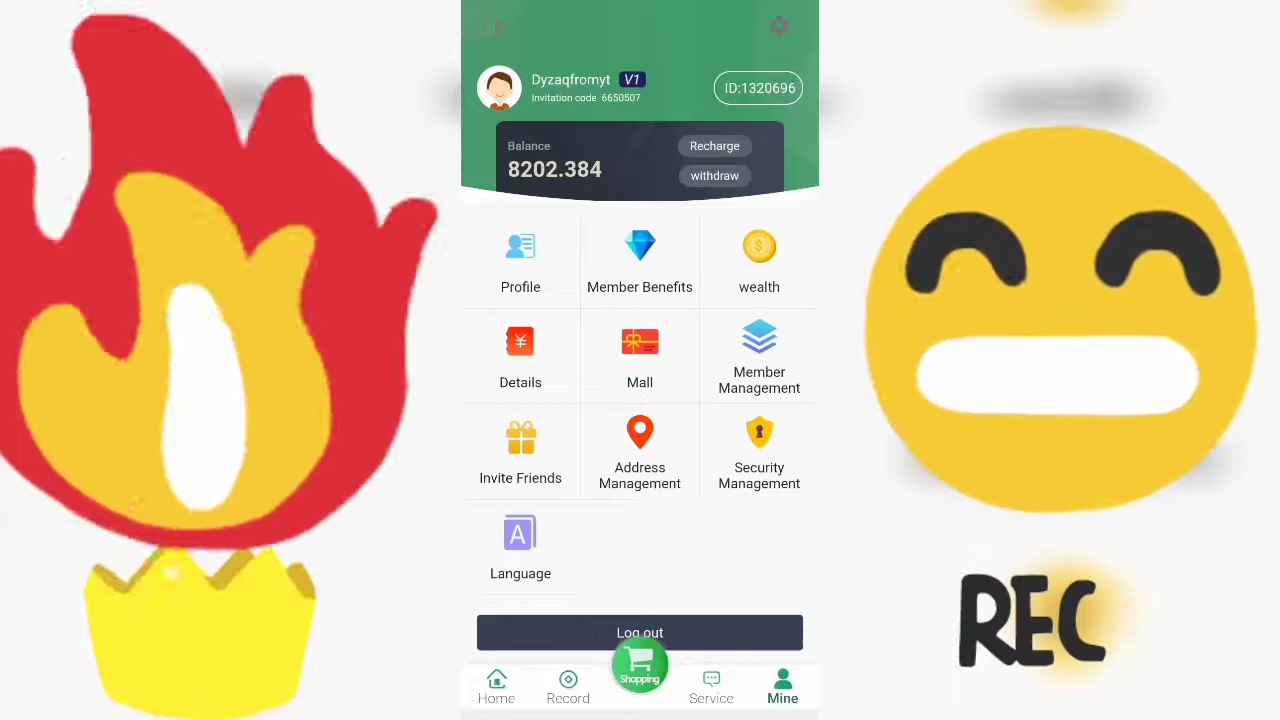 Dyzaqfromyt V1
Invitation code 6650507
ID:1320696
Balance
8202.384
Recharge
withdraw
Profile
Member Benefits
wealth
Details
Mall
Member
Management
Invite Friends
Address
Management
Security
Management
A
Language
Log out
Shopping
Home
Record
Service
Mine
REC